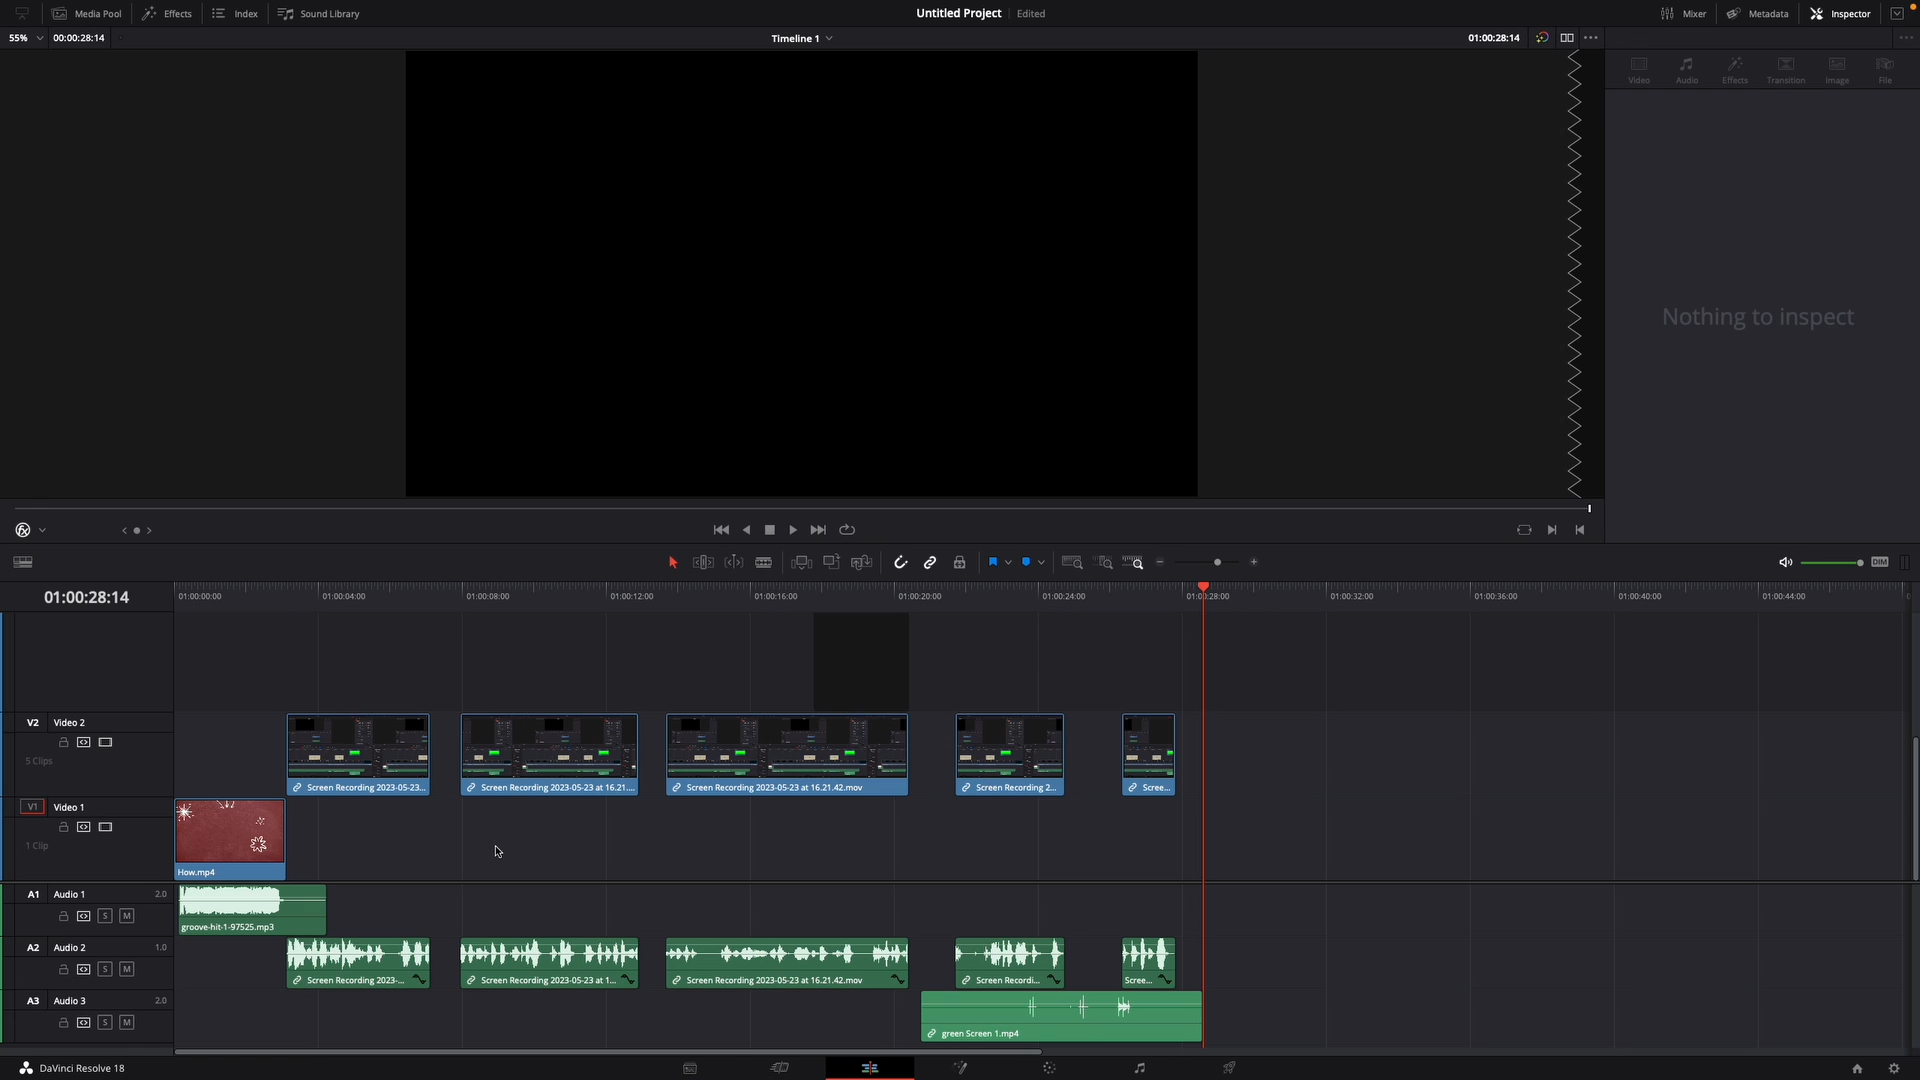 Media Pool
Effects
Index
Sound Library
Untitled Project
Edited
Mixer
Metadata
Inspector
55%
00:00:28:14
Timeline 1
01:00:28:14
Video
Audio
Effects
Transition
Image
File
Nothing to inspect
DIM
01:00:28:14
01:00:00:00
01:00:04:00
01:00:08:00
01:00:12:00
01:00:16:00
01:00:20:00
01:00:24:00
01:00:28:00
01:00:32:00
01:00:36:00
01:00:40:00
01:00:44:00
V2
Video 2
5 Clips
Screen Recording 2023-05-23...
Screen Recording 2023-05-23 at 16.21....
Screen Recording 2023-05-23 at 16.21.42.mov
Screen Recording 2...
Scree...
V1
Video 1
1 Clip
How.mp4
A1
Audio 1
2.0
S
M
groove-hit-1-97525.mp3
A2
Audio 2
1.0
S
M
Screen Recording 2023-...
Screen Recording 2023-05-23 at 1...
Screen Recording 2023-05-23 at 16.21.42.mov
Screen Recordi...
Scree...
A3
Audio 3
2.0
S
M
green Screen 1.mp4
DaVinci Resolve 18